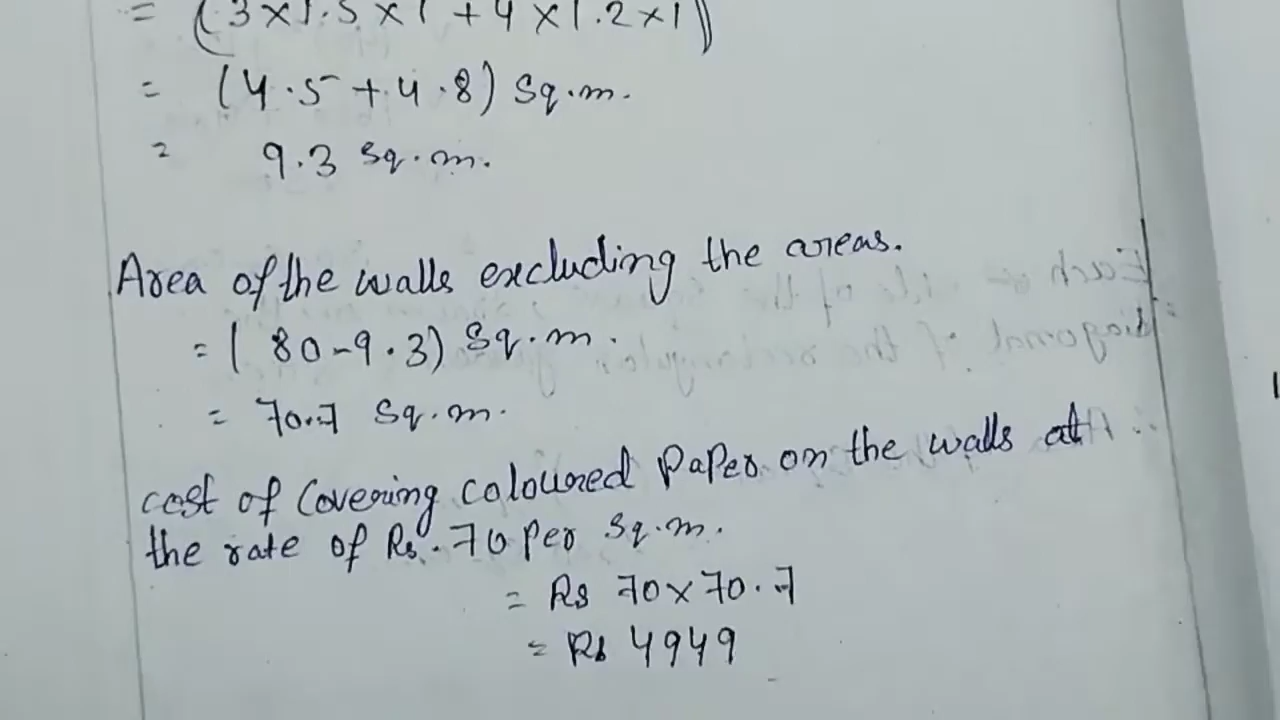 = (3×1.5×1 + 4×1.2×1)
= (4.5 + 4.8) Sq.m.
= 9.3 Sq.m.
Area of the walls excluding the areas.
= ( 80-9.3) Sq.m.
= 70.7 Sq.m.
cost of Covering coloured Paper on the walls at
the rate of Rs. 70 Per Sq.m.
= Rs 70×70.7
= Rs 4949